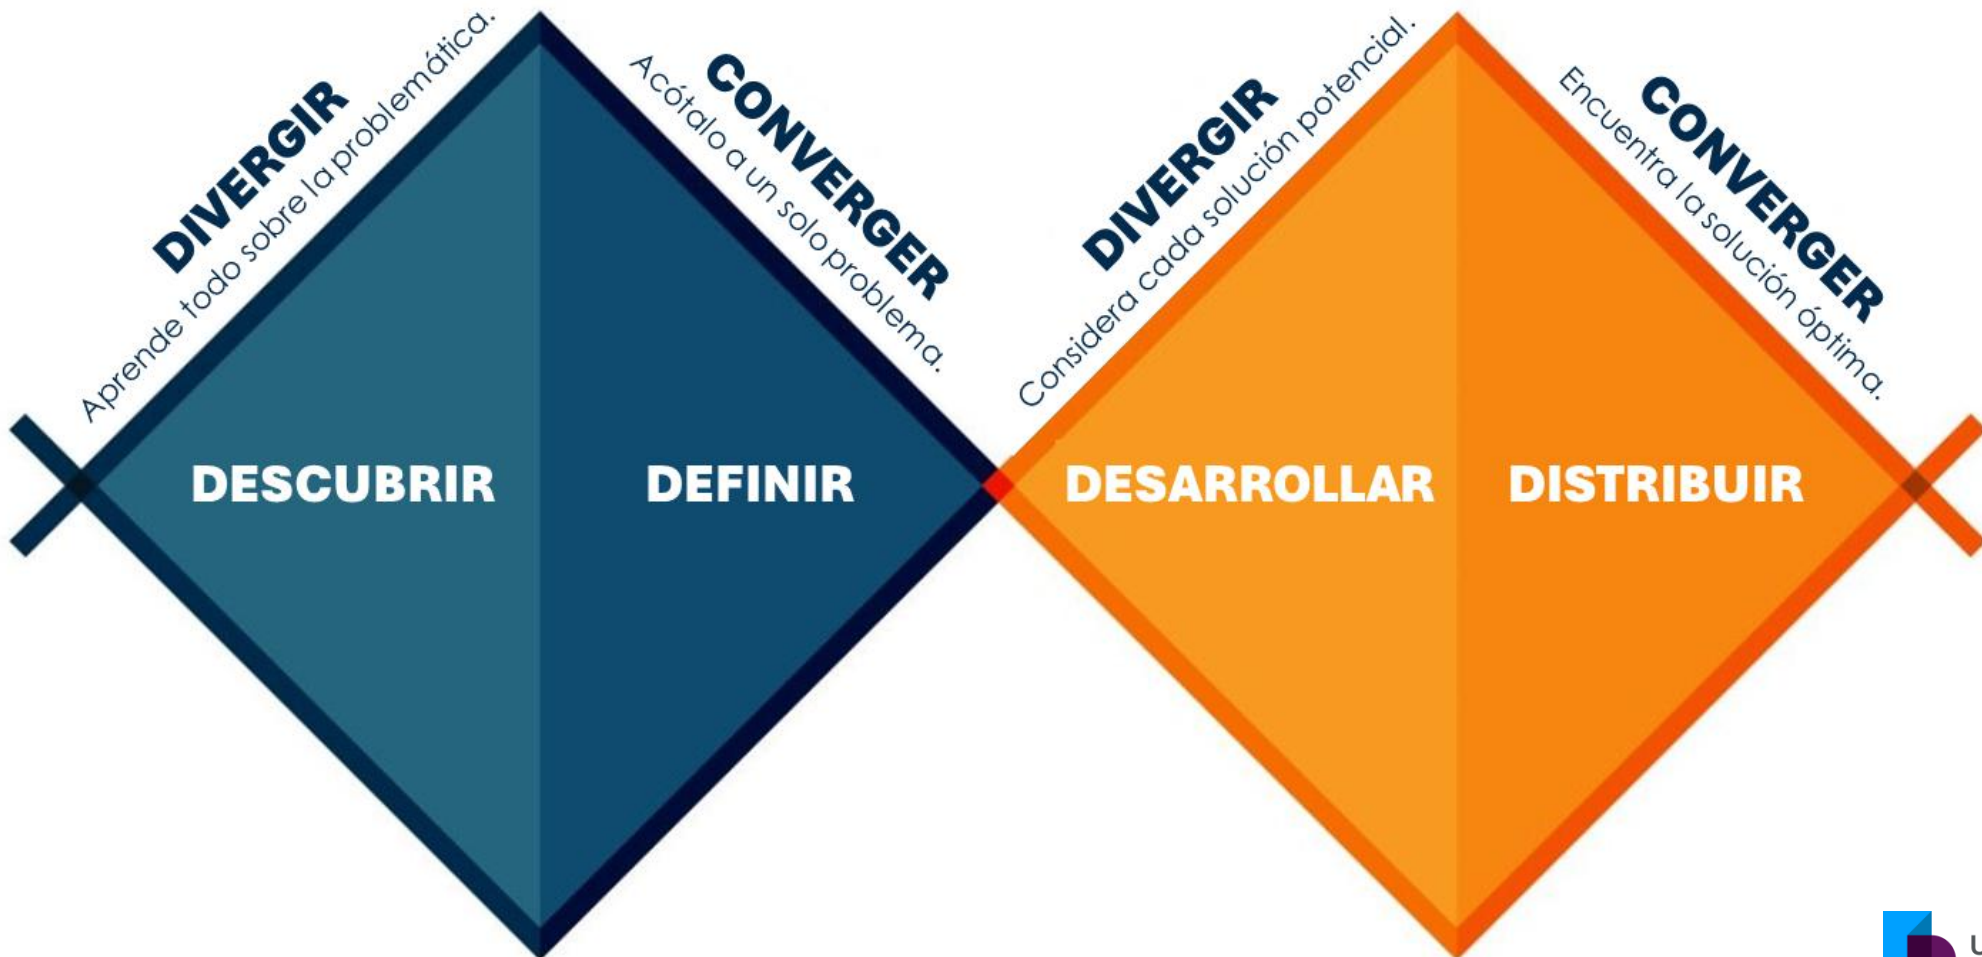 DIVERGIR
Aprende todo sobre la problemática.
CONVERGER
Acótalo a un solo problema.
DIVERGIR
Considera cada solución potencial.
CONVERGER
Encuentra la solución óptima.
DESCUBRIR
DEFINIR
DESARROLLAR
DISTRIBUIR